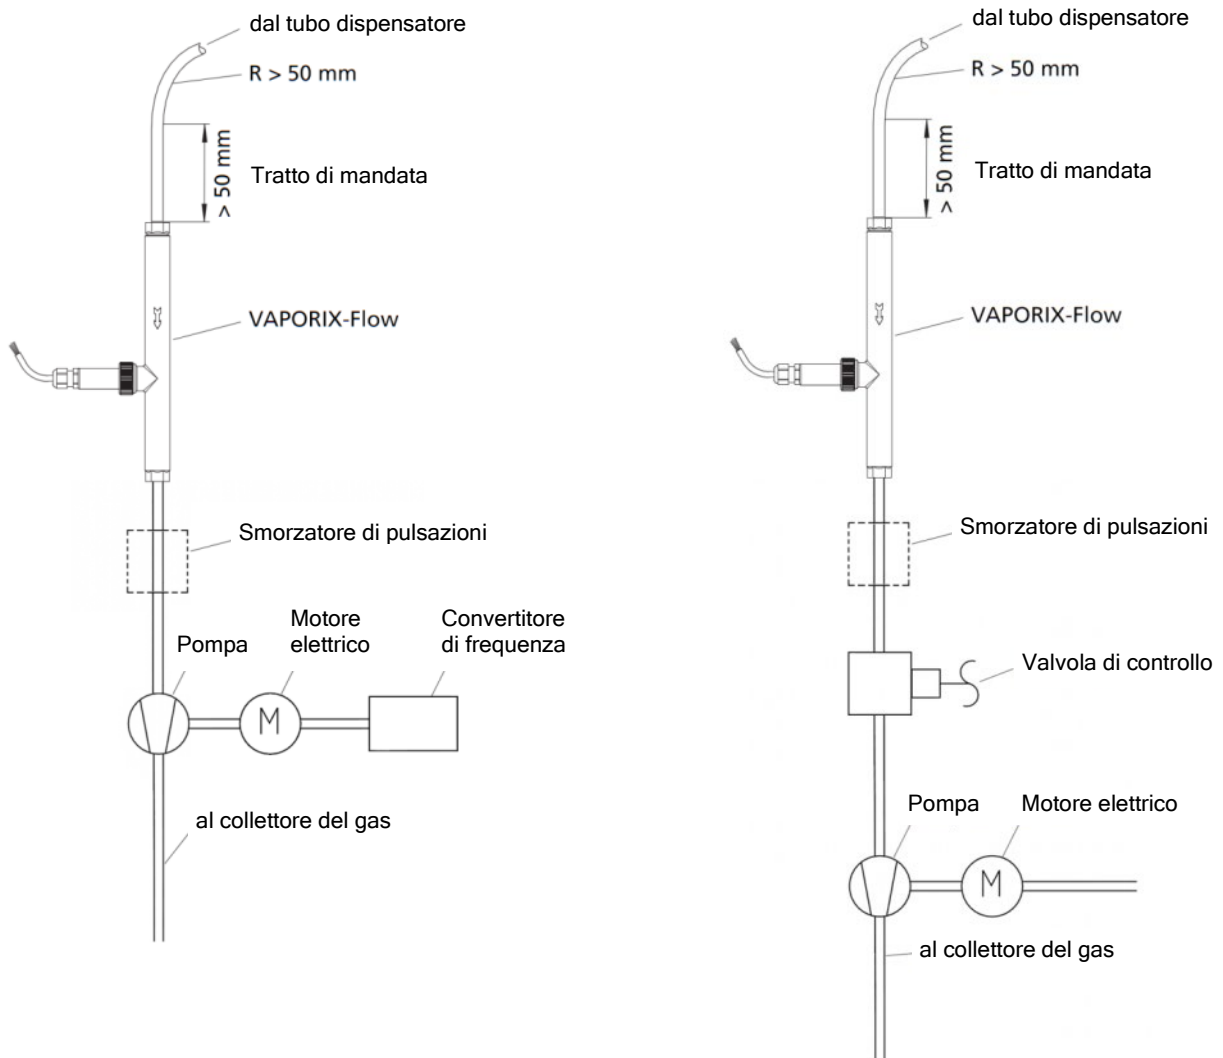 dal tubo dispensatore
R > 50 mm
> 50 mm
Tratto di mandata
VAPORIX-Flow
Smorzatore di pulsazioni
Pompa
Motore
elettrico
Convertitore
di frequenza
M
al collettore del gas
dal tubo dispensatore
R > 50 mm
> 50 mm
Tratto di mandata
VAPORIX-Flow
Smorzatore di pulsazioni
Valvola di controllo
Pompa
Motore elettrico
M
al collettore del gas